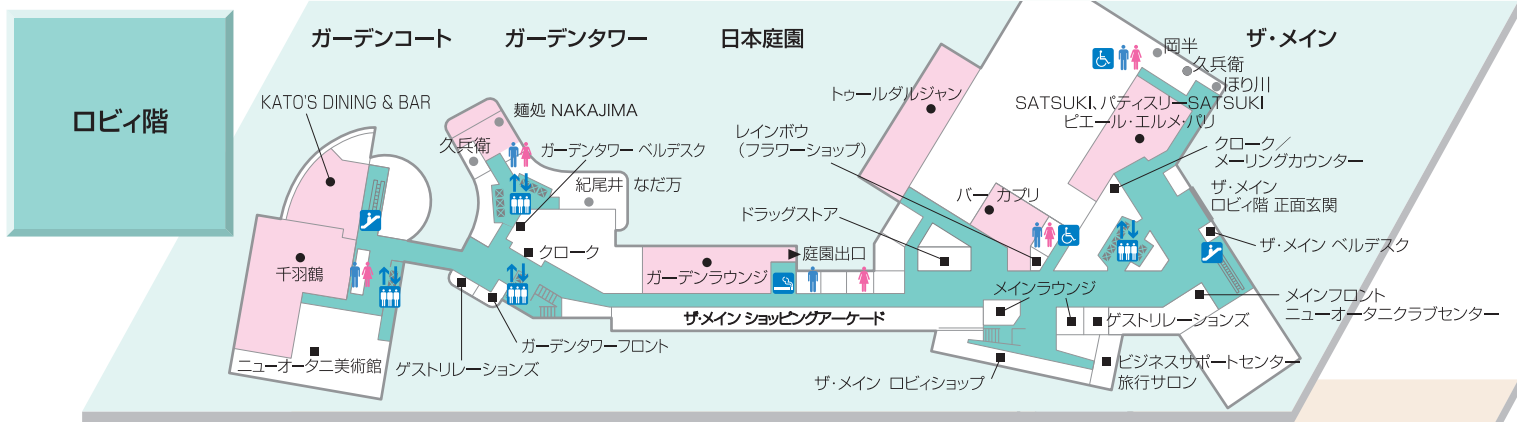 ロビィ階
ガーデンコート
ガーデンタワー
日本庭園
ザ・メイン
KATO'S DINING & BAR
麺処 NAKAJIMA
久兵衛
ガーデンタワー ベルデスク
紀尾井 なだ万
クローク
千羽鶴
ニューオータニ美術館
ゲストリレーションズ
ガーデンタワーフロント
ガーデンラウンジ
庭園出口
ザ・メイン ショッピングアーケード
トゥールダルジャン
レインボウ
(フラワーショップ)
ドラッグストア
バー カプリ
岡半
久兵衛
ほり川
SATSUKI、パティスリーSATSUKI
ピエール・エルメ・パリ
クローク/
メーリングカウンター
ザ・メイン
ロビィ階 正面玄関
ザ・メイン ベルデスク
メインラウンジ
ゲストリレーションズ
メインフロント
ニューオータニクラブセンター
ビジネスサポートセンター
旅行サロン
ザ・メイン ロビィショップ